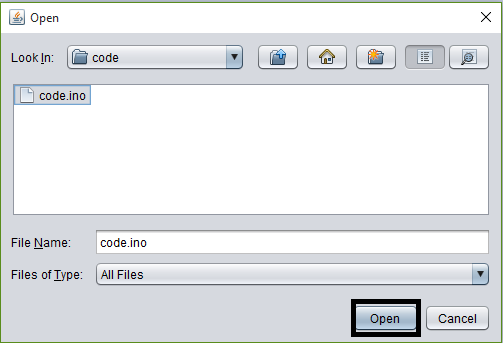 Open
Look In: code
code.ino
File Name: code.ino
Files of Type: All Files
Open Cancel